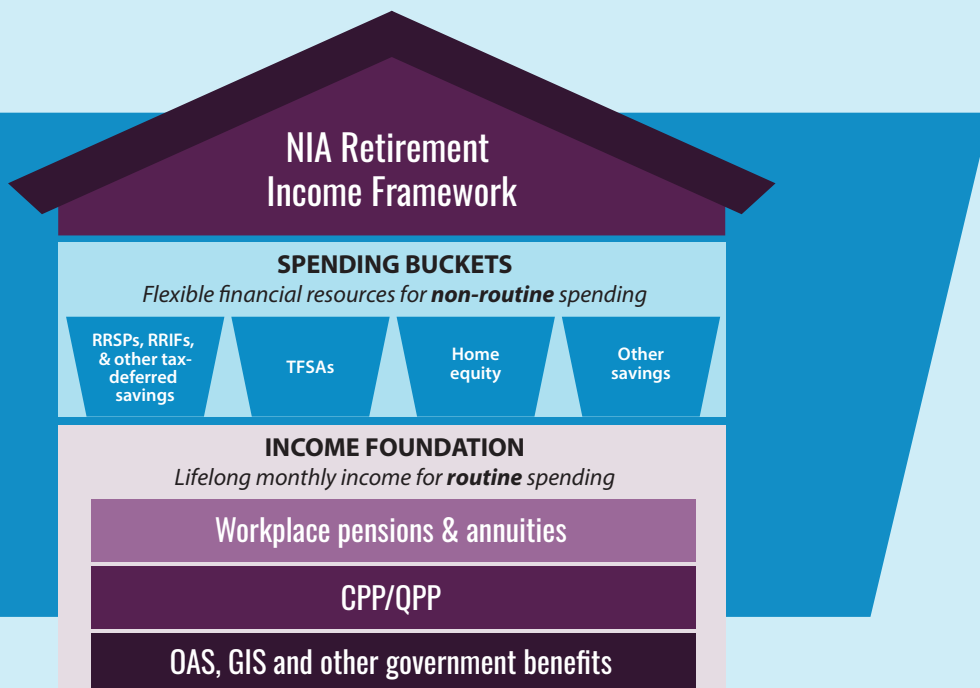 NIA Retirement
Income Framework
SPENDING BUCKETS
Flexible financial resources for non-routine spending
RRSPs, RRIFs,
& other tax-
deferred
savings
TFSAs
Home
equity
Other
savings
INCOME FOUNDATION
Lifelong monthly income for routine spending
Workplace pensions & annuities
CPP/QPP
OAS, GIS and other government benefits